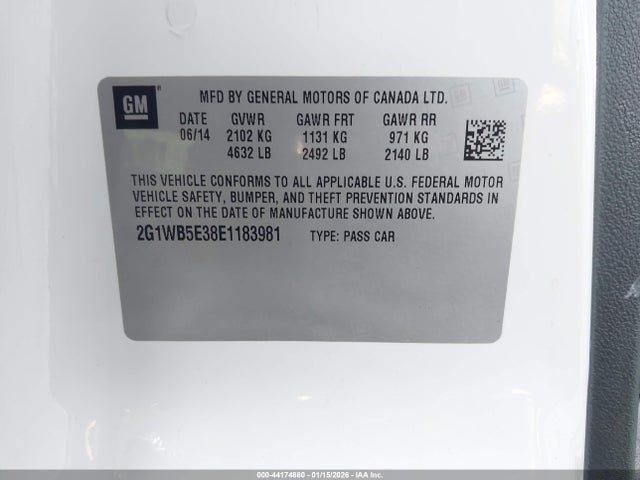 GM
MFD BY GENERAL MOTORS OF CANADA LTD.
DATE GVWR GAWR FRT GAWR RR
06/14 2102 KG 1131 KG 971 KG
4632 LB 2492 LB 2140 LB
THIS VEHICLE CONFORMS TO ALL APPLICABLE U.S. FEDERAL MOTOR
VEHICLE SAFETY, BUMPER, AND THEFT PREVENTION STANDARDS IN
EFFECT ON THE DATE OF MANUFACTURE SHOWN ABOVE.
2G1WB5E38E1183981 TYPE: PASS CAR
000-44174880 - 01/15/2026 - IAA Inc.